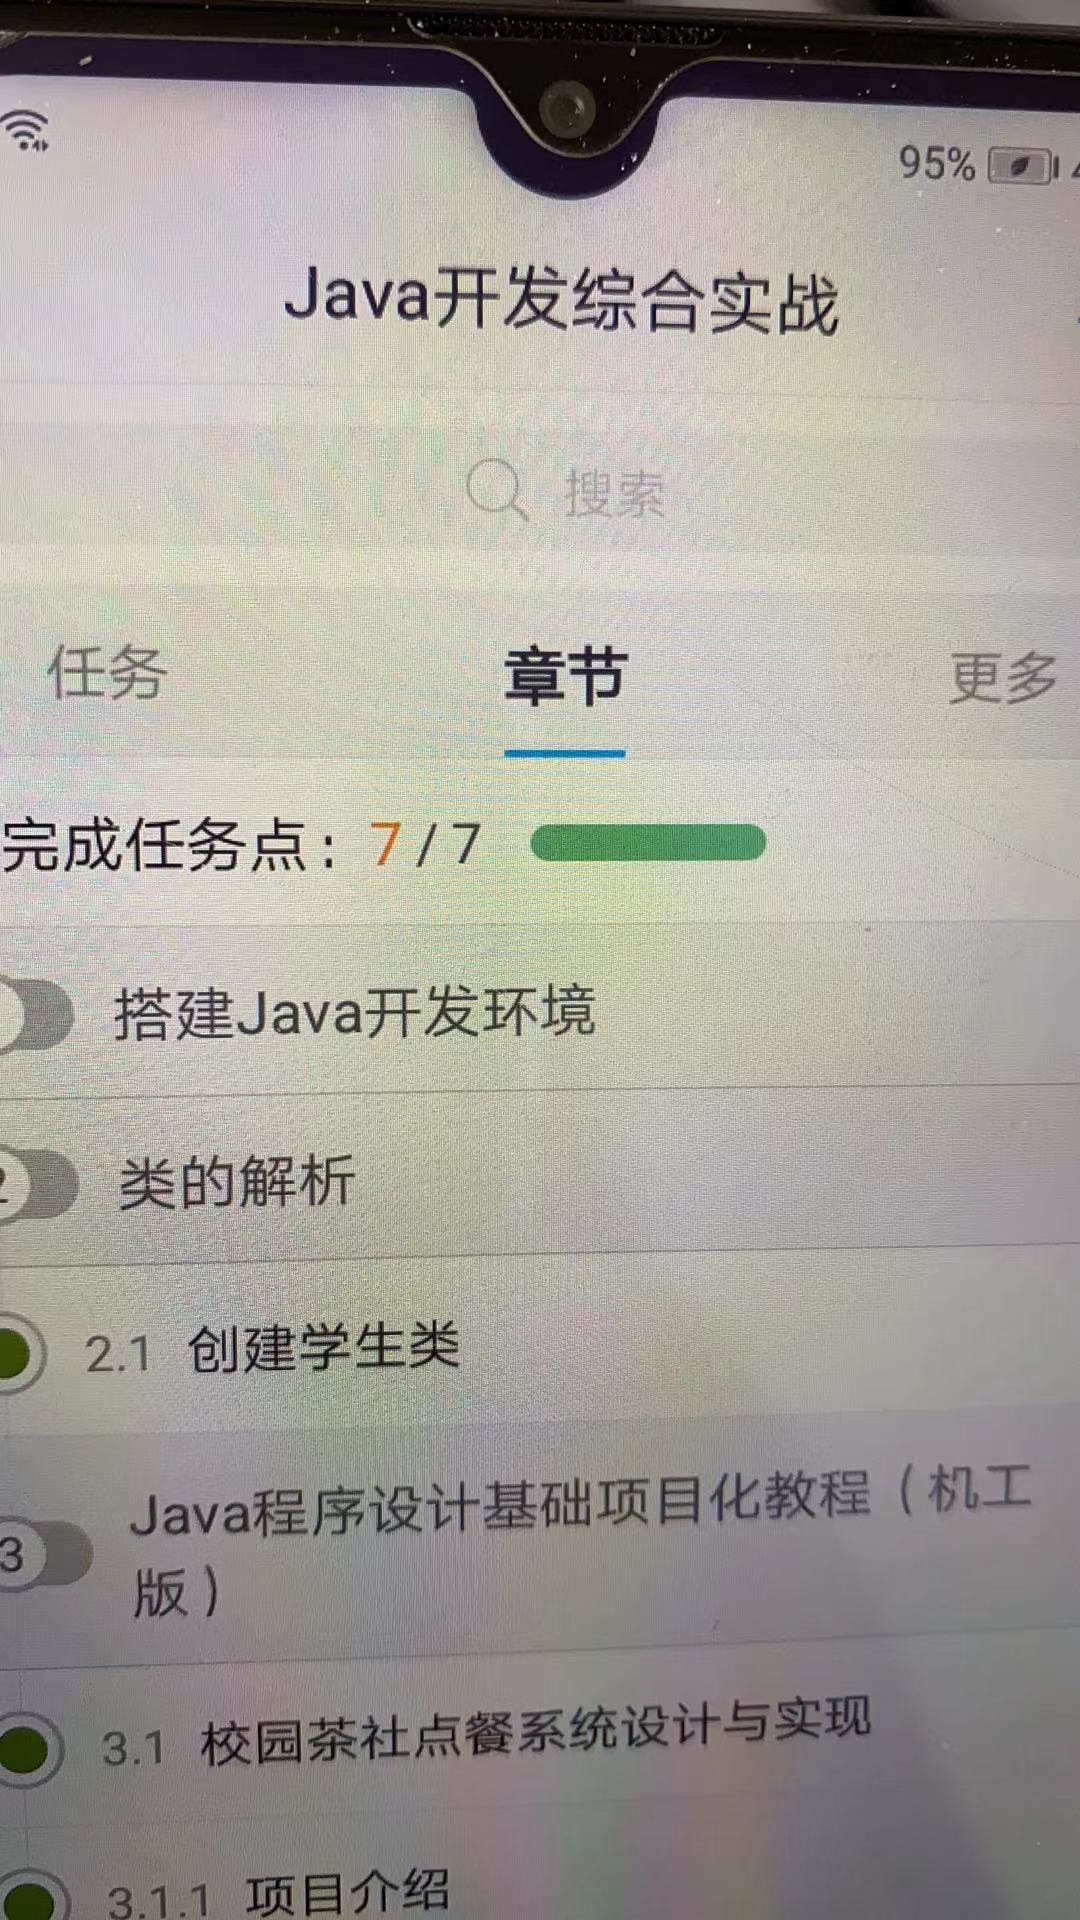 95%
Java开发综合实战
搜索
任务 章节 更多
完成任务点：7/7
搭建Java开发环境
2 类的解析
2.1 创建学生类
3 Java程序设计基础项目化教程（机工
版）
3.1 校园茶社点餐系统设计与实现
3.1.1 项目介绍